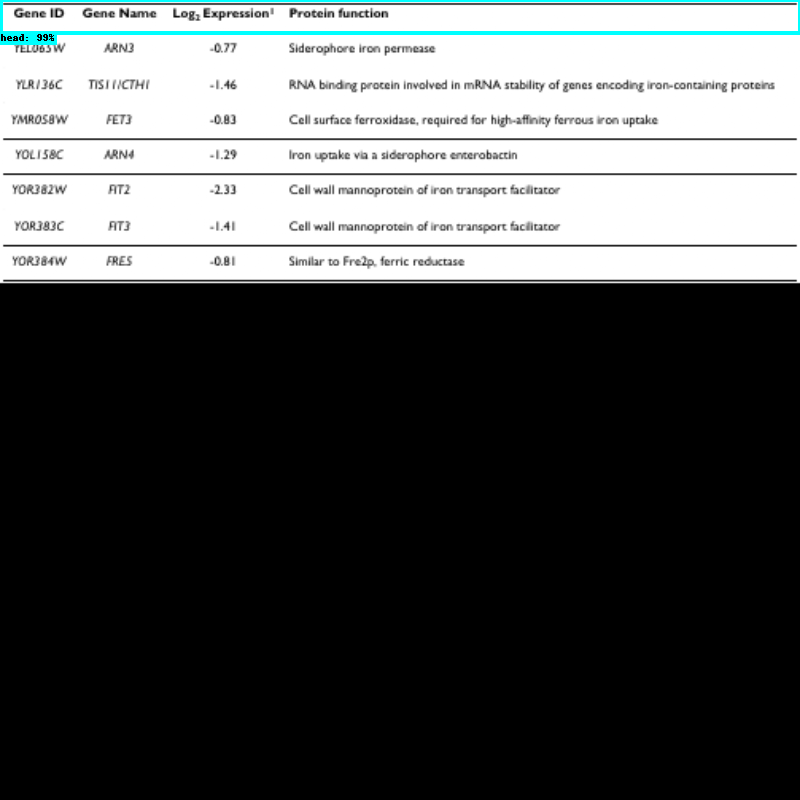 Gene ID Gene Name Log₂ Expression¹ Protein function
head: 99%
YEL065W ARN3 -0.77 Siderophore iron permease
YLR136C TIS11/CTH1 -1.46 RNA binding protein involved in mRNA stability of genes encoding iron-containing proteins
YMR058W FET3 -0.83 Cell surface ferroxidase, required for high-affinity ferrous iron uptake
YOL158C ARN4 -1.29 Iron uptake via a siderophore enterobactin
YOR382W FIT2 -2.33 Cell wall mannoprotein of iron transport facilitator
YOR383C FIT3 -1.41 Cell wall mannoprotein of iron transport facilitator
YOR384W FRE5 -0.81 Similar to Fre2p, ferric reductase